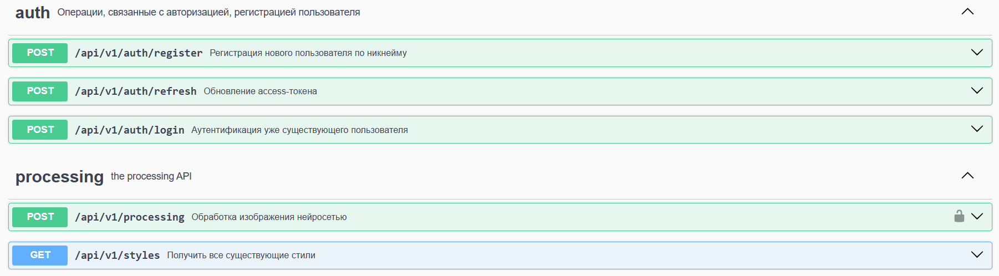 auth Операции, связанные с авторизацией, регистрацией пользователя
POST /api/v1/auth/register Регистрация нового пользователя по никнейму
POST /api/v1/auth/refresh Обновление access-токена
POST /api/v1/auth/login Аутентификация уже существующего пользователя
processing the processing API
POST /api/v1/processing Обработка изображения нейросетью
GET /api/v1/styles Получить все существующие стили